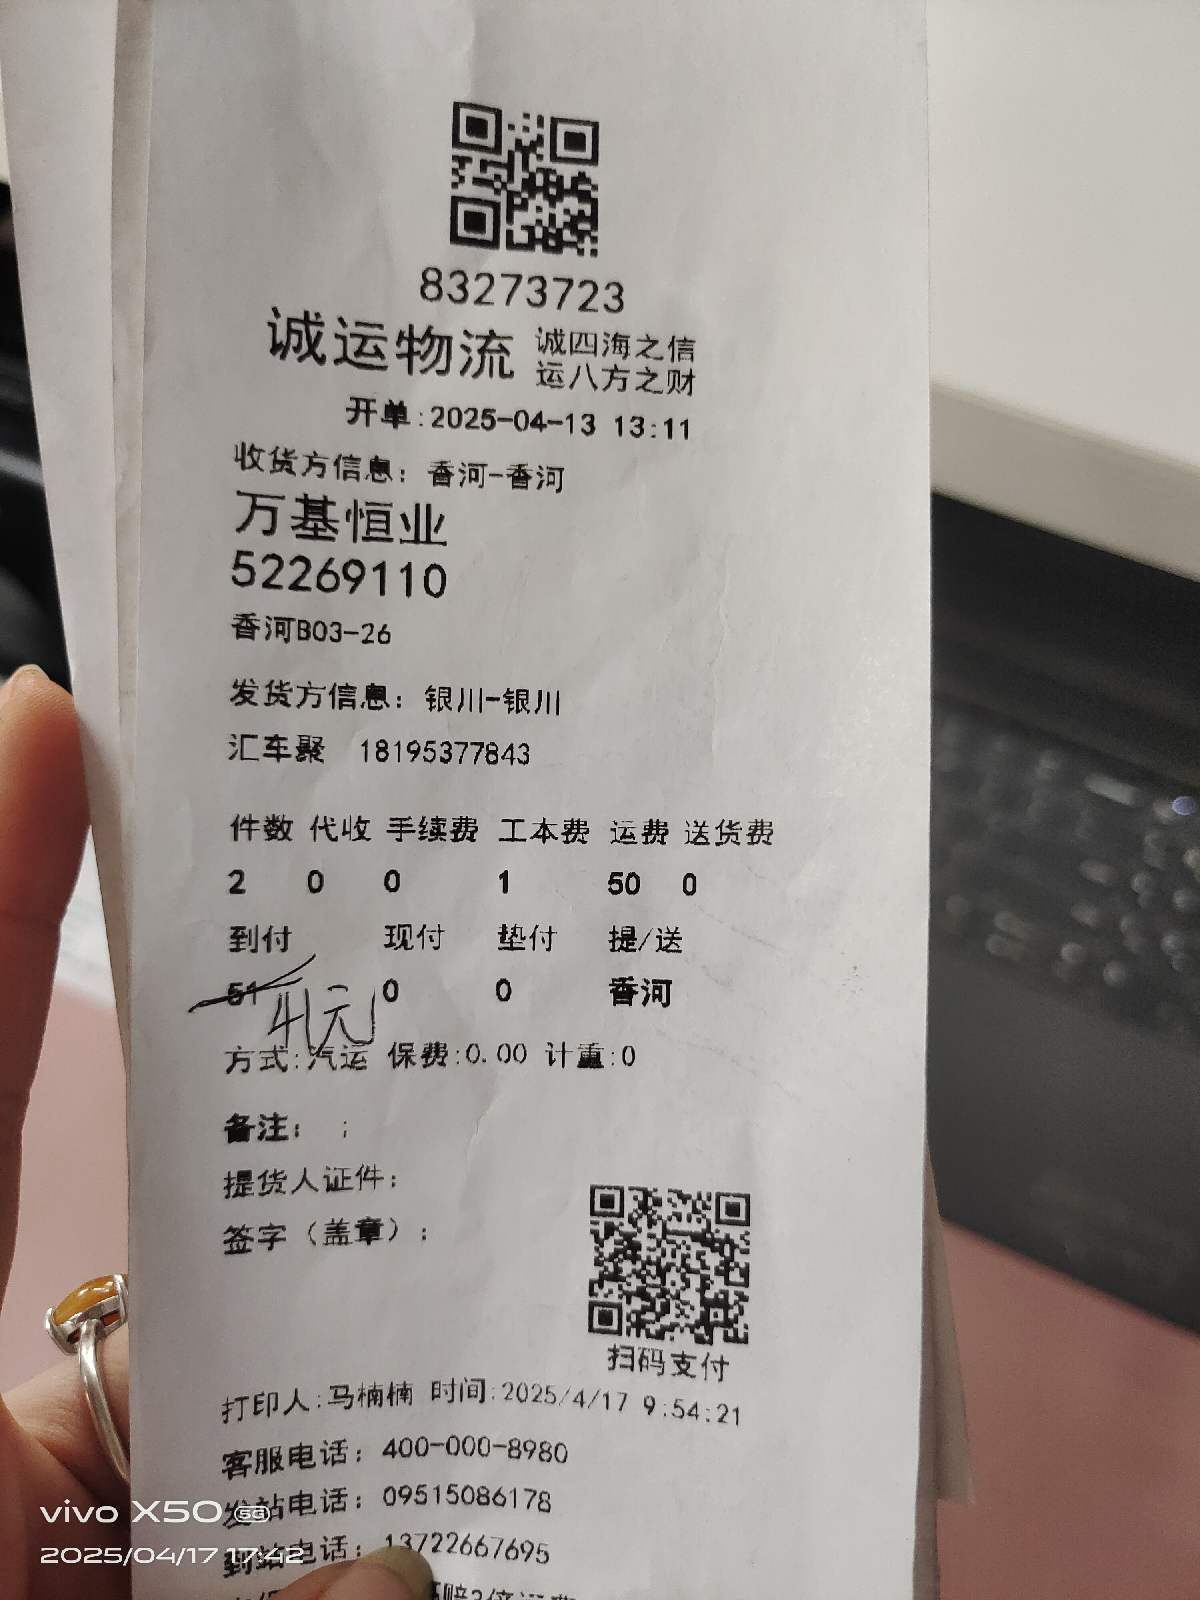 83273723
诚运物流 诚四海之信
运八方之财
开单:2025-04-13 13:11
收货方信息: 香河-香河
万基恒业
52269110
香河B03-26
发货方信息: 银川-银川
汇车聚 18195377843
件数 代收 手续费 工本费 运费 送货费
2 0 0 1 50 0
到付 现付 垫付 提/送
51 41元 0 0 香河
方式:汽运 保费:0.00 计重:0
备注: ;
提货人证件:
签字（盖章）:
扫码支付
打印人:马楠楠 时间:2025/4/17 9:54:21
客服电话: 400-000-8980
发站电话: 09515086178
到站电话: 13722667695
赔3倍运费
vivo X50 5G
2025/04/17 17:42